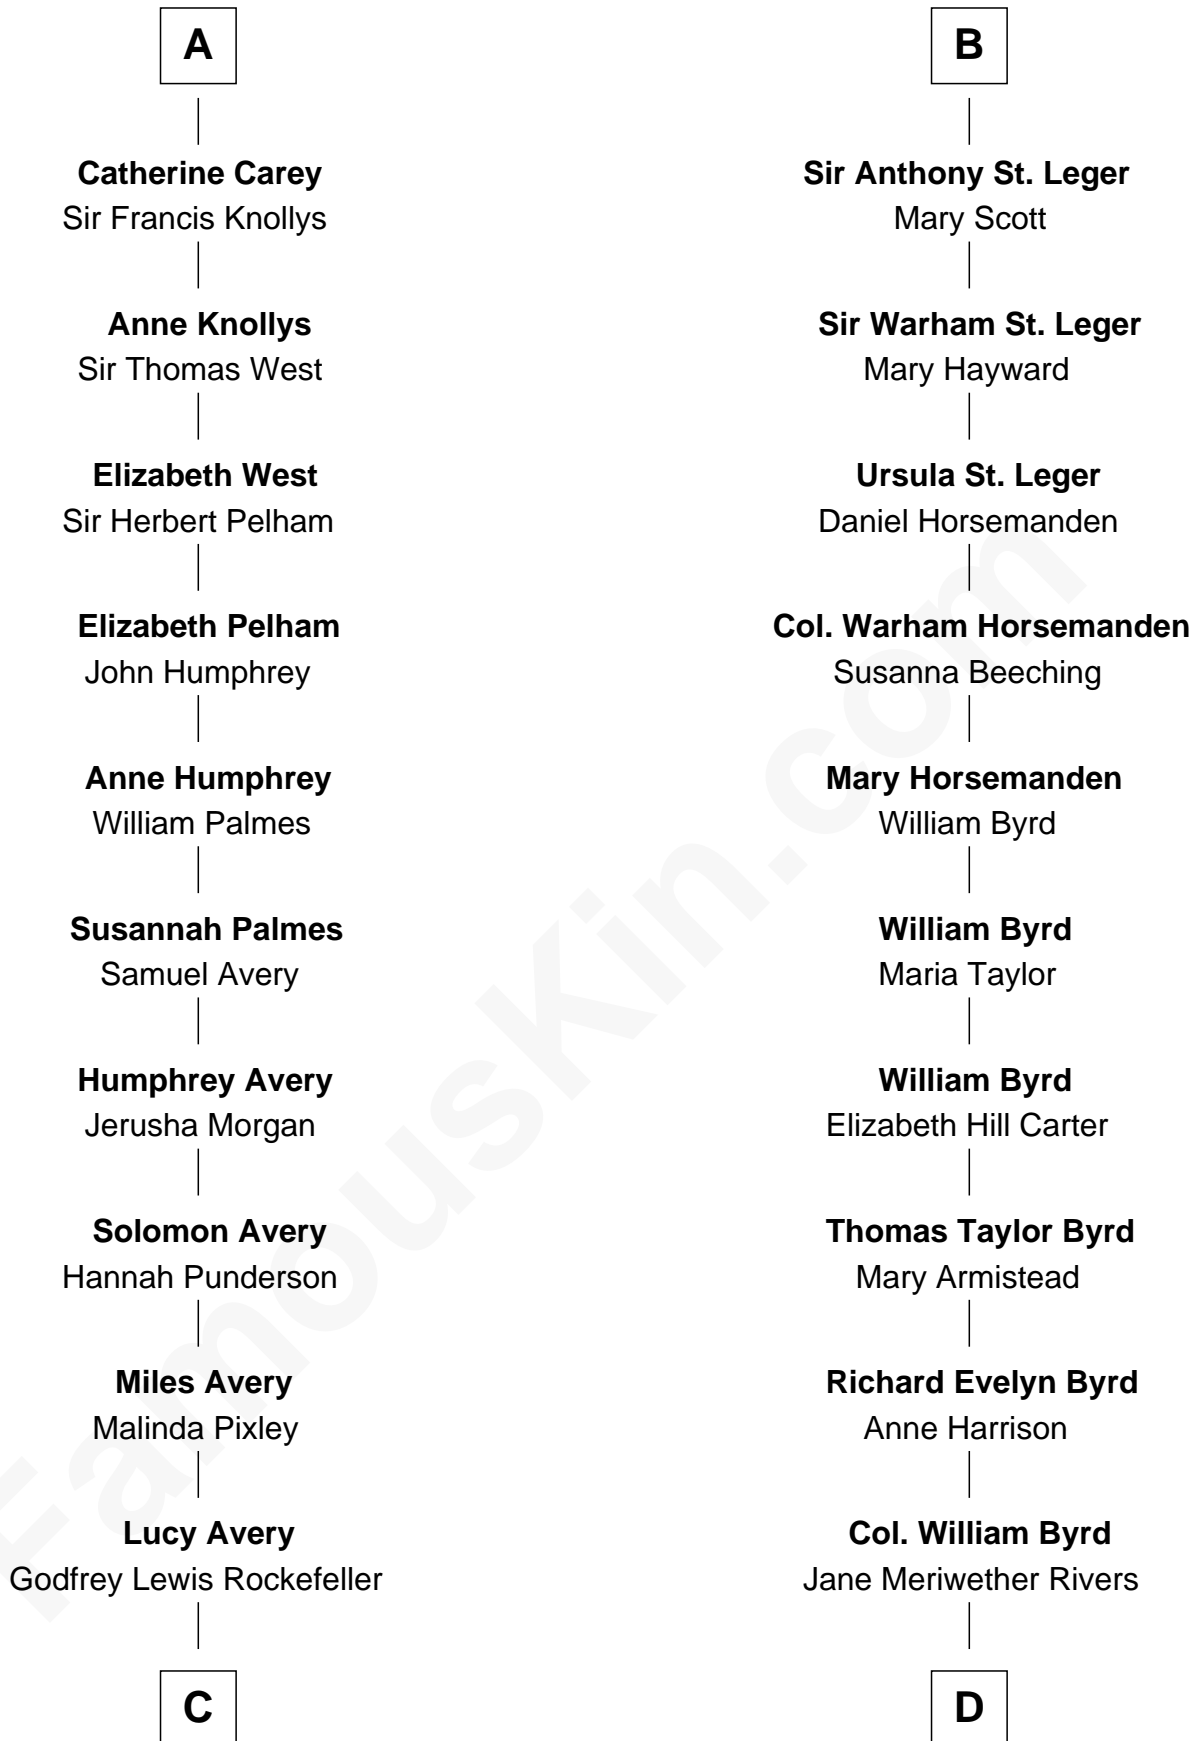 A
Catherine Carey
Sir Francis Knollys
Anne Knollys
Sir Thomas West
Elizabeth West
Sir Herbert Pelham
Elizabeth Pelham
John Humphrey
Anne Humphrey
William Palmes
Susannah Palmes
Samuel Avery
Humphrey Avery
Jerusha Morgan
Solomon Avery
Hannah Punderson
Miles Avery
Malinda Pixley
Lucy Avery
Godfrey Lewis Rockefeller
C
B
Sir Anthony St. Leger
Mary Scott
Sir Warham St. Leger
Mary Hayward
Ursula St. Leger
Daniel Horsemanden
Col. Warham Horsemanden
Susanna Beeching
Mary Horsemanden
William Byrd
William Byrd
Maria Taylor
William Byrd
Elizabeth Hill Carter
Thomas Taylor Byrd
Mary Armistead
Richard Evelyn Byrd
Anne Harrison
Col. William Byrd
Jane Meriwether Rivers
D
FamousKin.com